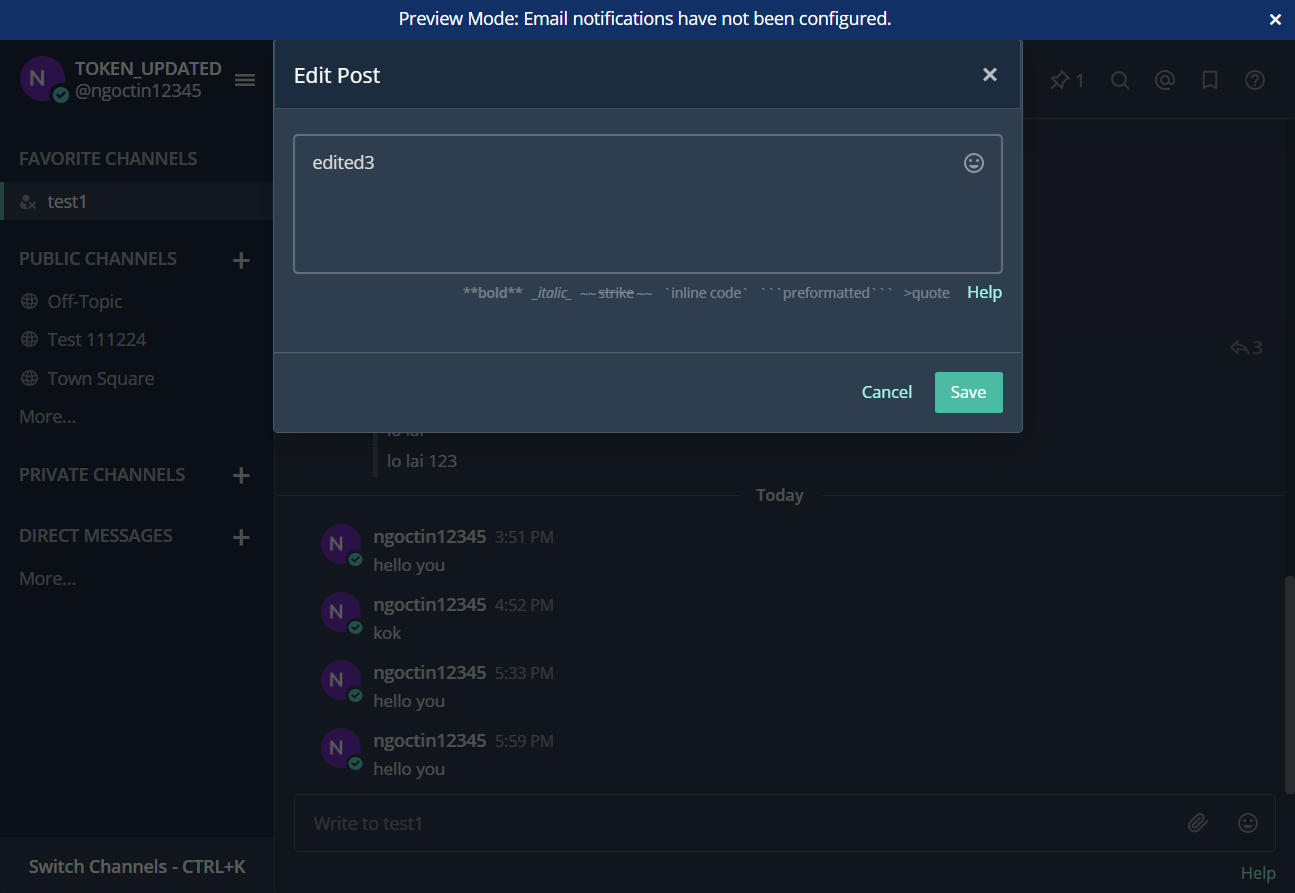 Preview Mode: Email notifications have not been configured.
N
TOKEN_UPDATED
@ngoctin12345
Edit Post
1
FAVORITE CHANNELS
test1
PUBLIC CHANNELS
Off-Topic
Test 111224
Town Square
More...
PRIVATE CHANNELS
DIRECT MESSAGES
More...
Switch Channels - CTRL+K
edited3
**bold** _italic_ ~~strike~~ `inline code` ```preformatted``` >quote Help
3
Cancel Save
lo lai 123
Today
N
ngoctin12345 3:51 PM
hello you
N
ngoctin12345 4:52 PM
kok
N
ngoctin12345 5:33 PM
hello you
N
ngoctin12345 5:59 PM
hello you
Write to test1
Help